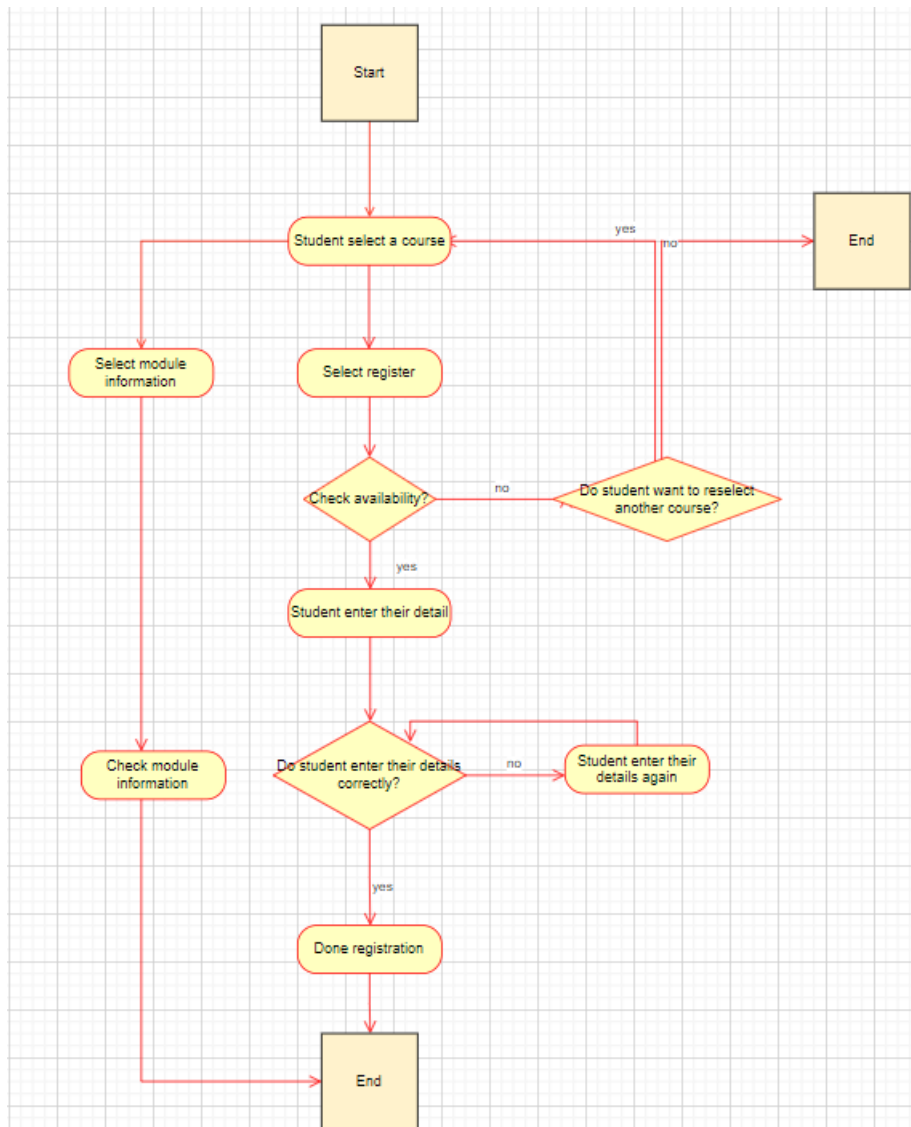 Start
yes
no
End
Student select a course
Select module
information
Select register
Check availability?
no
Do student want to reselect
another course?
yes
Student enter their detail
Do student enter their details
correctly?
no
Student enter their
details again
Check module
information
yes
Done registration
End